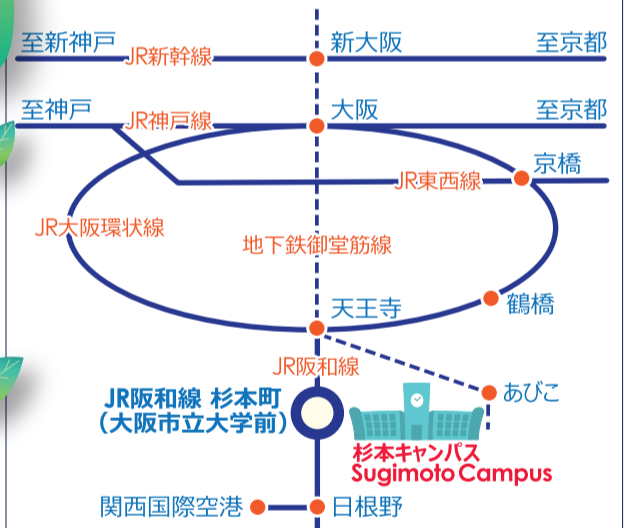 至新神戸
JR新幹線
新大阪
至京都
至神戸
JR神戸線
大阪
至京都
京橋
JR東西線
JR大阪環状線
地下鉄御堂筋線
天王寺
鶴橋
JR阪和線
JR阪和線 杉本町
(大阪市立大学前)
あびこ
杉本キャンパス
Sugimoto Campus
関西国際空港
日根野